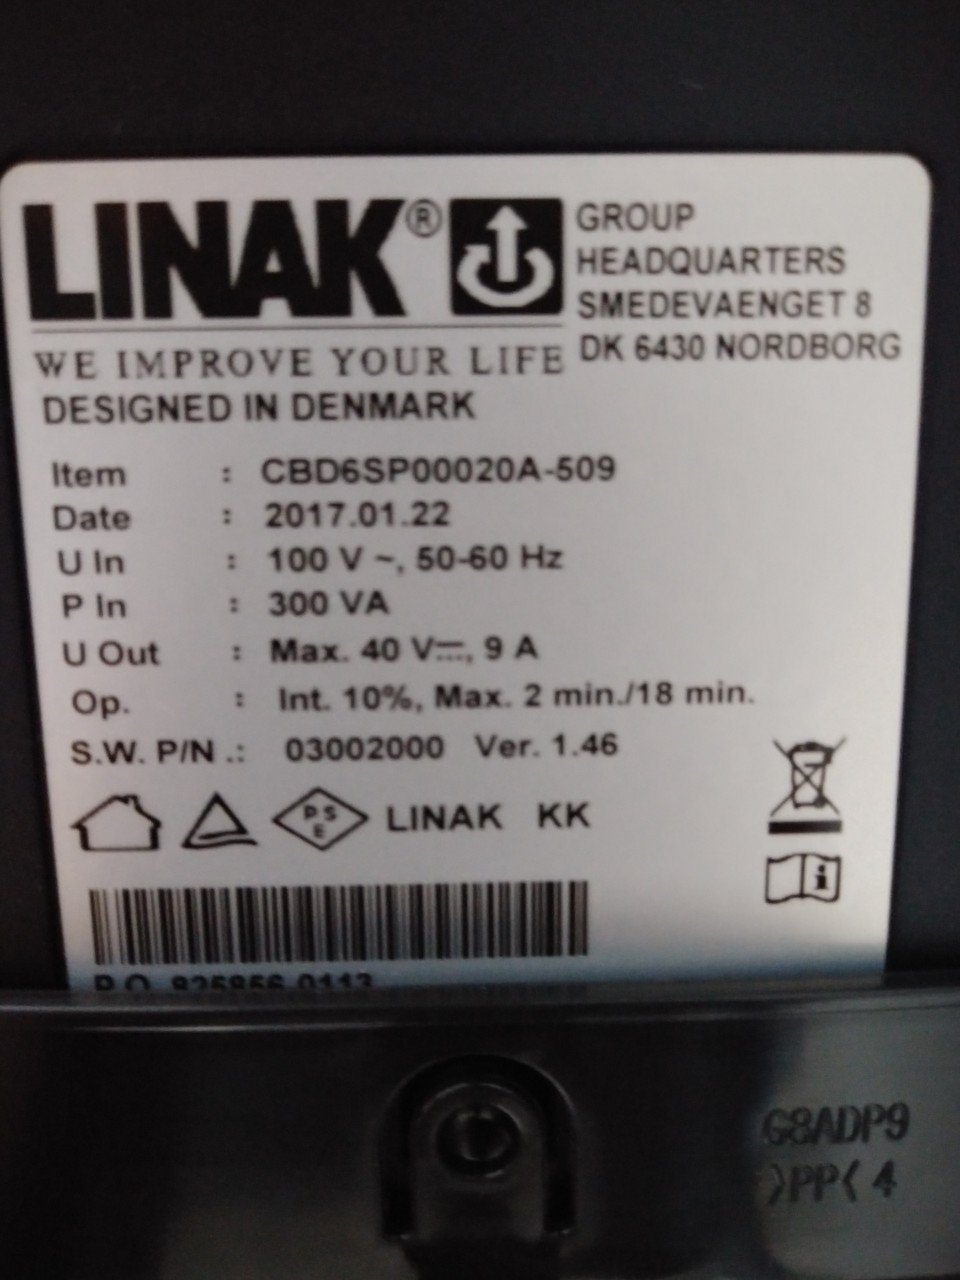 LINAK® GROUP
HEADQUARTERS
SMEDEVAENGET 8
WE IMPROVE YOUR LIFE DK 6430 NORDBORG
DESIGNED IN DENMARK
Item : CBD6SP00020A-509
Date : 2017.01.22
U In : 100 V ~, 50-60 Hz
P In : 300 VA
U Out : Max. 40 V⎓, 9 A
Op. : Int. 10%, Max. 2 min./18 min.
S.W. P/N .: 03002000 Ver. 1.46
PSE LINAK KK
i
P.O. 825856-0113
G8ADP9
>PP< 4